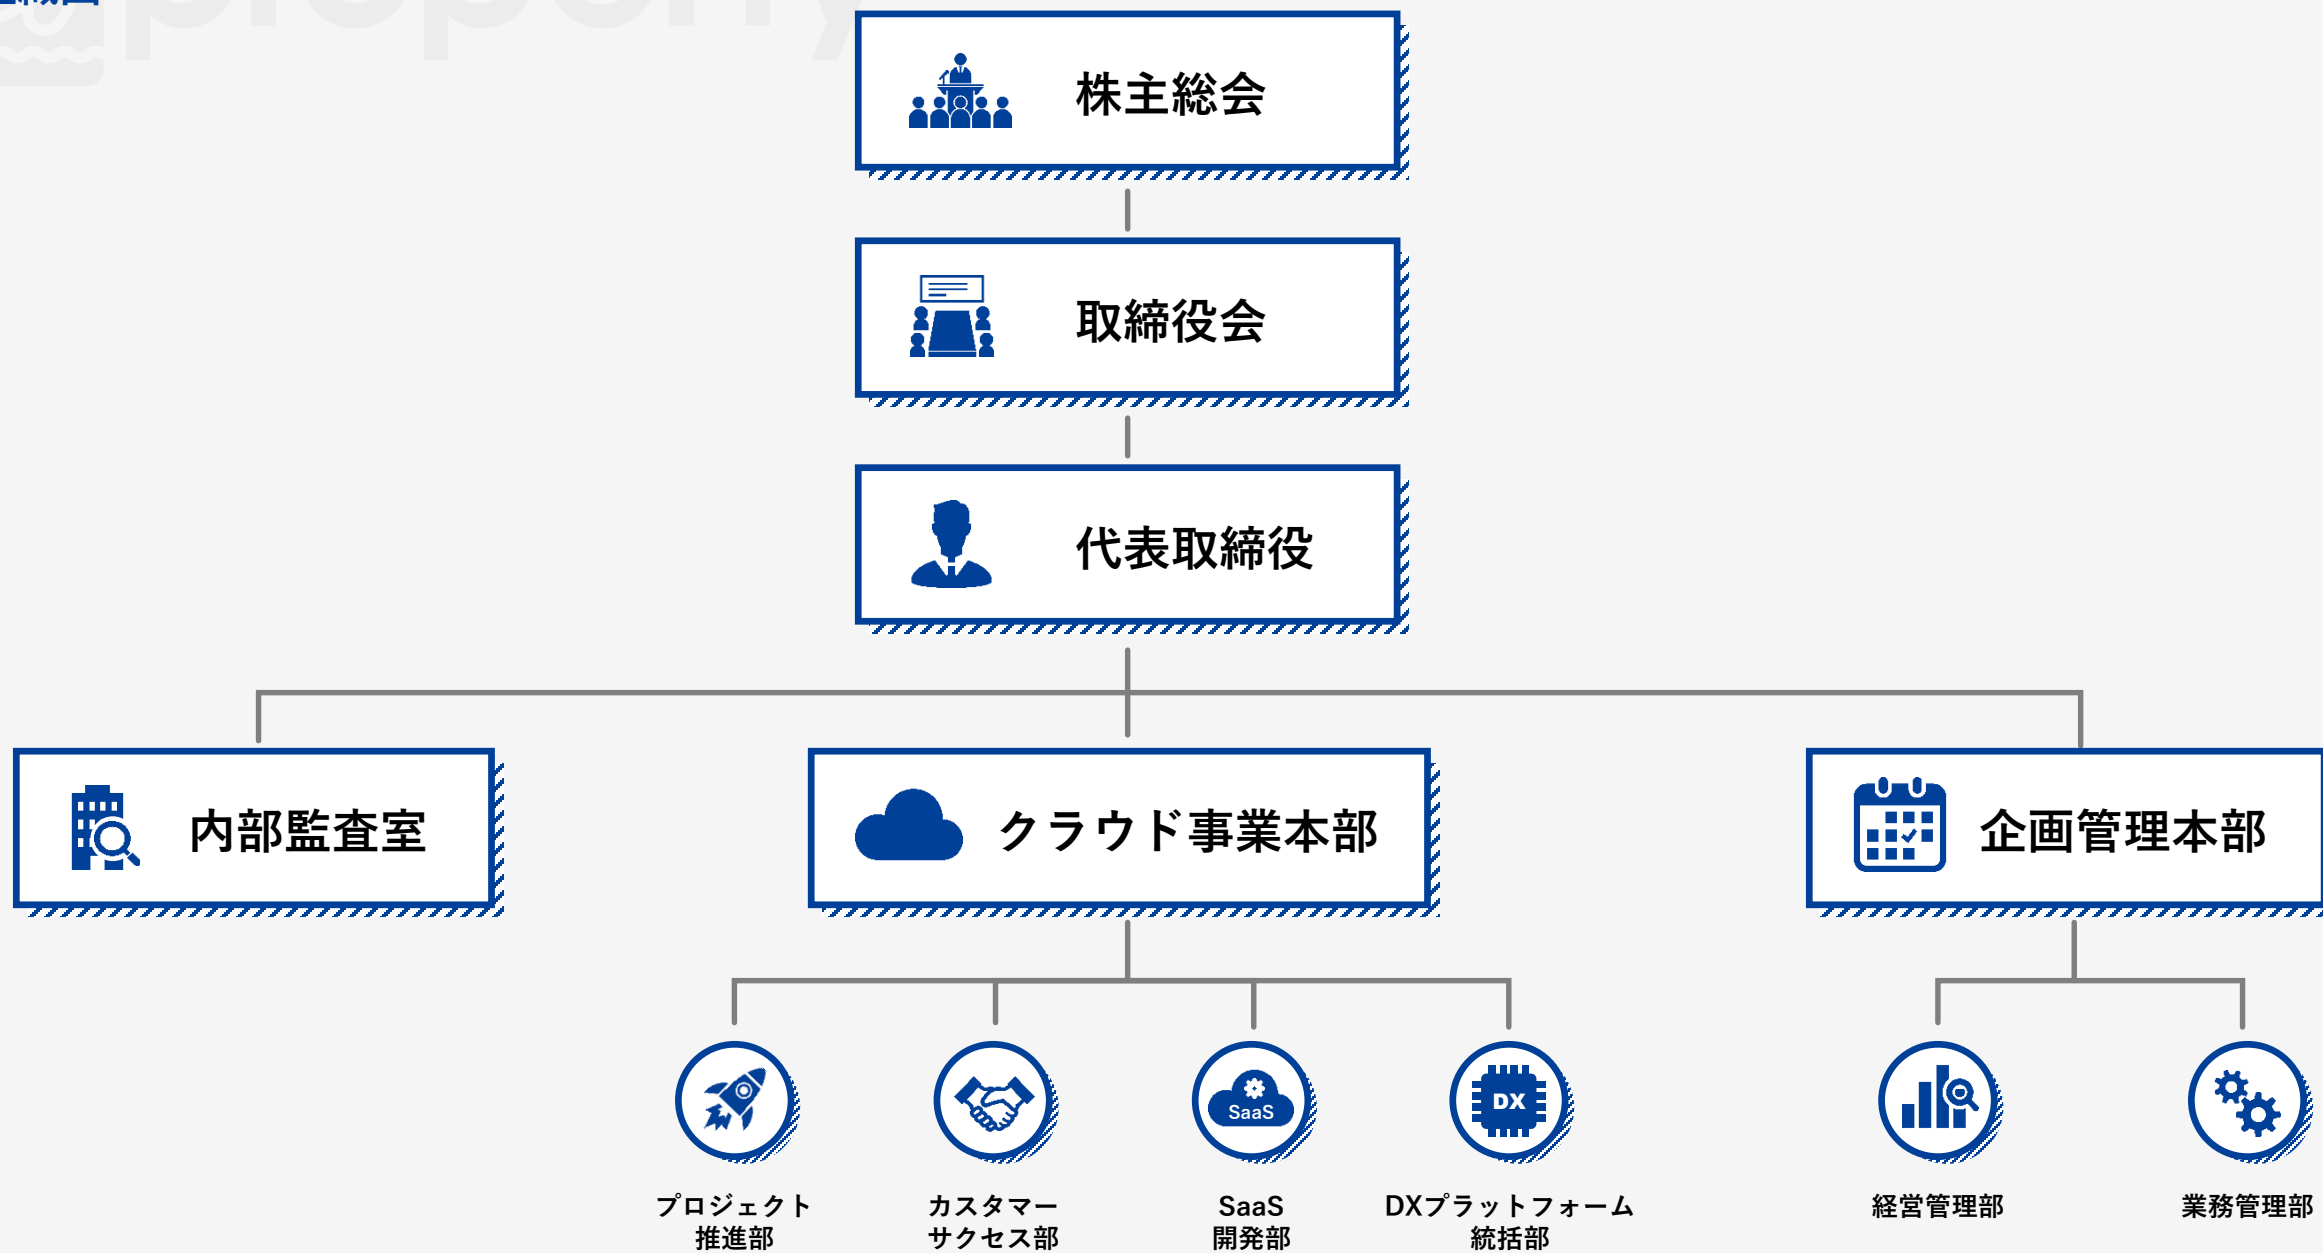 property
株主総会
取締役会
代表取締役
内部監査室
クラウド事業本部
企画管理本部
SaaS
DX
プロジェクト
推進部
カスタマー
サクセス部
SaaS
開発部
DXプラットフォーム
統括部
経営管理部
業務管理部